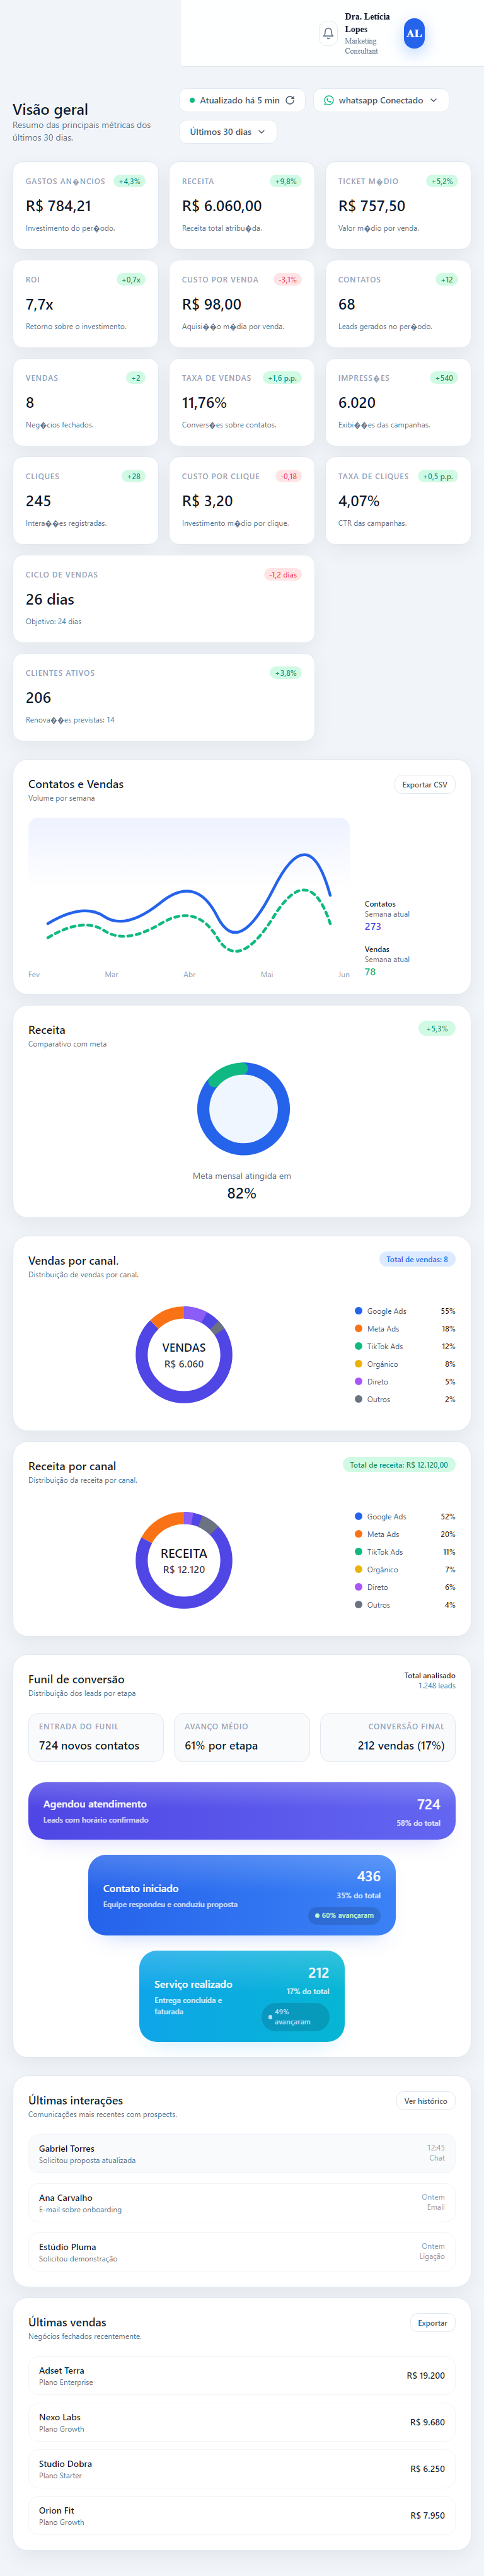 Dra. Letícia
Lopes
Marketing
Consultant
AL
Visão geral
Resumo das principais métricas dos
últimos 30 dias.
Atualizado há 5 min
whatsapp Conectado
Últimos 30 dias
GASTOS AN�NCIOS
+4,3%
R$ 784,21
Investimento do per�odo.
RECEITA
+9,8%
R$ 6.060,00
Receita total atribu�da.
TICKET M�DIO
+5,2%
R$ 757,50
Valor m�dio por venda.
ROI
+0,7x
7,7x
Retorno sobre o investimento.
CUSTO POR VENDA
-3,1%
R$ 98,00
Aquisi��o m�dia por venda.
CONTATOS
+12
68
Leads gerados no per�odo.
VENDAS
+2
8
Neg�cios fechados.
TAXA DE VENDAS
+1,6 p.p.
11,76%
Convers�es sobre contatos.
IMPRESS�ES
+540
6.020
Exibi��es das campanhas.
CLIQUES
+28
245
Intera��es registradas.
CUSTO POR CLIQUE
-0,18
R$ 3,20
Investimento m�dio por clique.
TAXA DE CLIQUES
+0,5 p.p.
4,07%
CTR das campanhas.
CICLO DE VENDAS
-1,2 dias
26 dias
Objetivo: 24 dias
CLIENTES ATIVOS
+3,8%
206
Renova��es previstas: 14
Contatos e Vendas
Volume por semana
Exportar CSV
Contatos
Semana atual
273
Vendas
Semana atual
78
Fev
Mar
Abr
Mai
Jun
Receita
Comparativo com meta
+5,3%
Meta mensal atingida em
82%
Vendas por canal.
Distribuição de vendas por canal.
Total de vendas: 8
VENDAS
R$ 6.060
Google Ads 55%
Meta Ads 18%
TikTok Ads 12%
Orgânico 8%
Direto 5%
Outros 2%
Receita por canal
Distribuição da receita por canal.
Total de receita: R$ 12.120,00
RECEITA
R$ 12.120
Google Ads 52%
Meta Ads 20%
TikTok Ads 11%
Orgânico 7%
Direto 6%
Outros 4%
Funil de conversão
Distribuição dos leads por etapa
Total analisado
1.248 leads
ENTRADA DO FUNIL
724 novos contatos
AVANÇO MÉDIO
61% por etapa
CONVERSÃO FINAL
212 vendas (17%)
Agendou atendimento
Leads com horário confirmado
724
58% do total
Contato iniciado
Equipe respondeu e conduziu proposta
436
35% do total
60% avançaram
Serviço realizado
Entrega concluída e
faturada
212
17% do total
49%
avançaram
Últimas interações
Comunicações mais recentes com prospects.
Ver histórico
Gabriel Torres
Solicitou proposta atualizada
12:45
Chat
Ana Carvalho
E-mail sobre onboarding
Ontem
Email
Estúdio Pluma
Solicitou demonstração
Ontem
Ligação
Últimas vendas
Negócios fechados recentemente.
Exportar
Adset Terra
Plano Enterprise
R$ 19.200
Nexo Labs
Plano Growth
R$ 9.680
Studio Dobra
Plano Starter
R$ 6.250
Orion Fit
Plano Growth
R$ 7.950